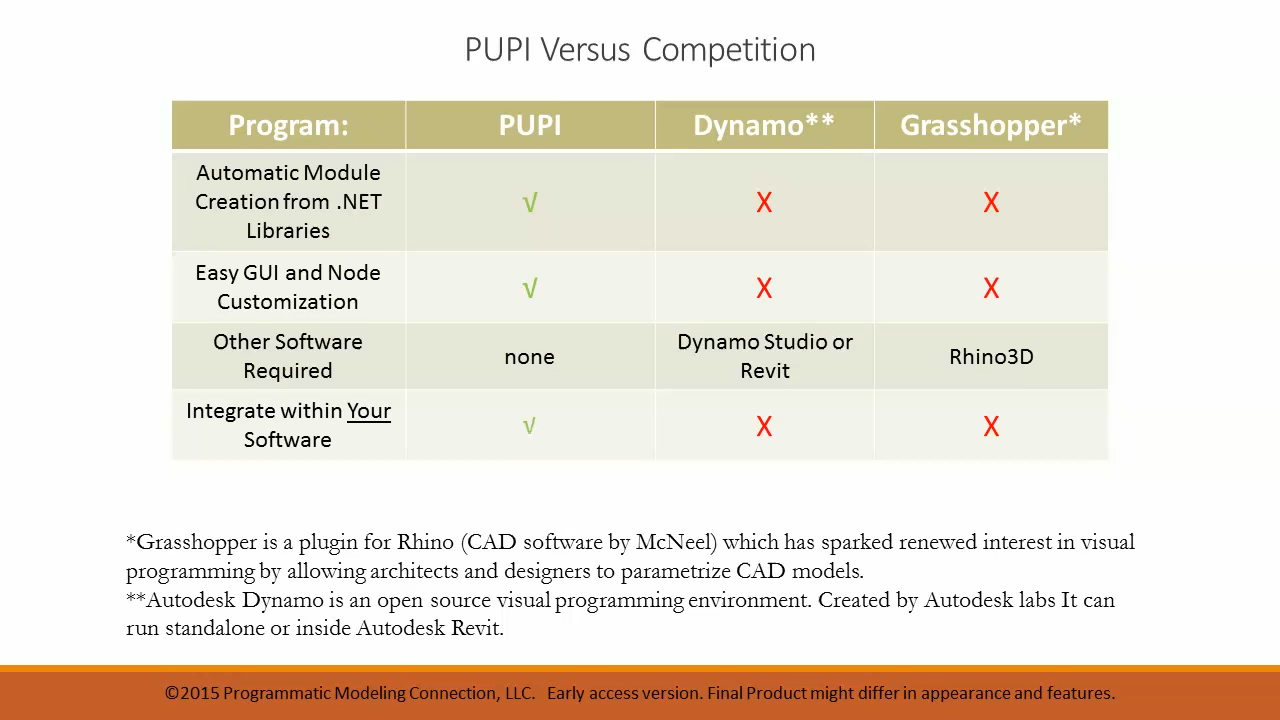 PUPI Versus Competition
Program: PUPI Dynamo** Grasshopper*
Automatic Module
Creation from .NET
Libraries
√ X X
Easy GUI and Node
Customization
√ X X
Other Software
Required
none
Dynamo Studio or
Revit
Rhino3D
Integrate within Your
Software
√ X X
*Grasshopper is a plugin for Rhino (CAD software by McNeel) which has sparked renewed interest in visual
programming by allowing architects and designers to parametrize CAD models.
**Autodesk Dynamo is an open source visual programming environment. Created by Autodesk labs It can
run standalone or inside Autodesk Revit.
©2015 Programmatic Modeling Connection, LLC. Early access version. Final Product might differ in appearance and features.